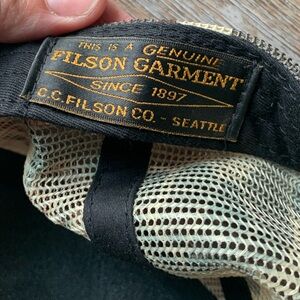 THIS IS A GENUINE
FILSON GARMENT
SINCE 1897
C.C. FILSON CO. - SEATTLE